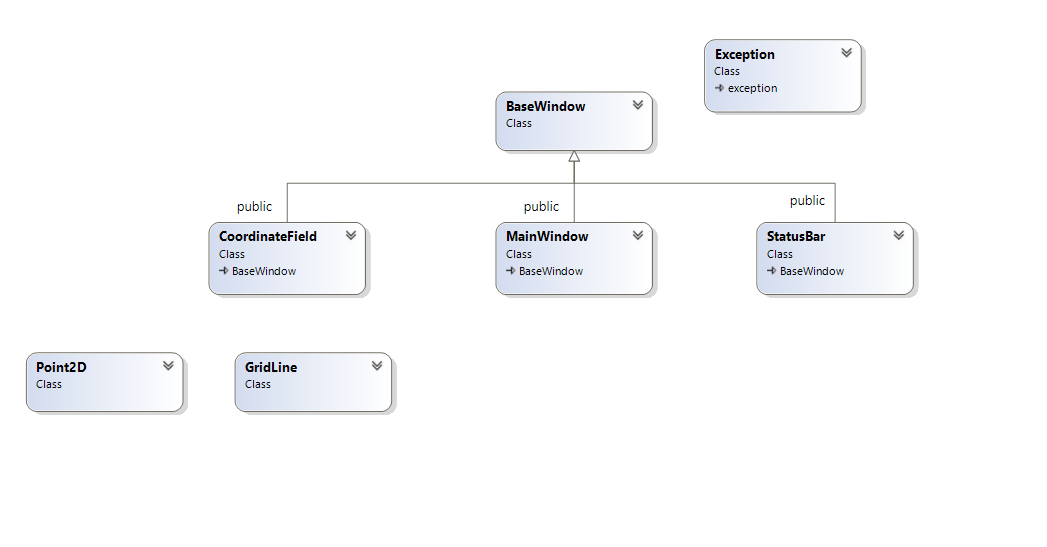 Exception
Class
exception
BaseWindow
Class
public
public
public
CoordinateField
Class
BaseWindow
MainWindow
Class
BaseWindow
StatusBar
Class
BaseWindow
Point2D
Class
GridLine
Class